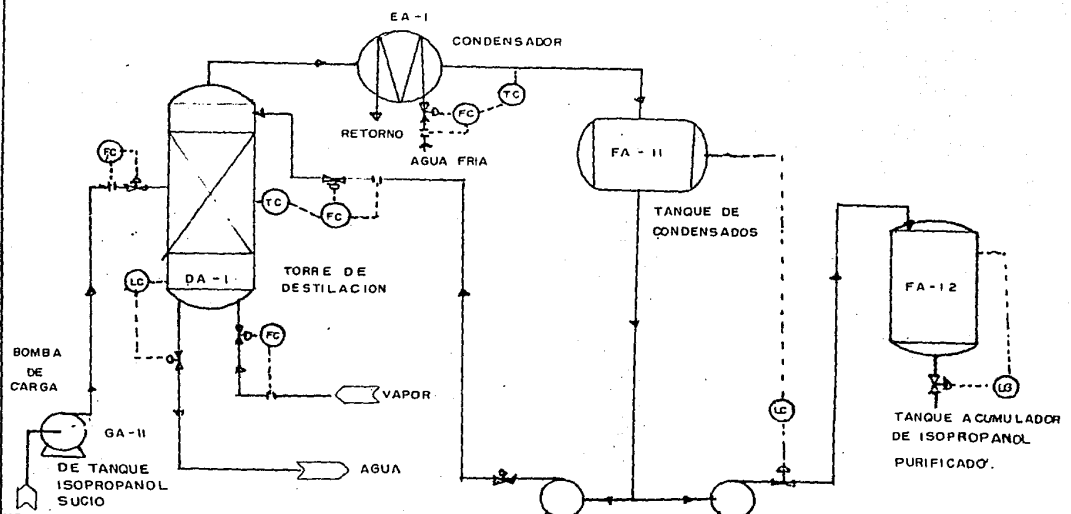 EA-1
CONDENSADOR
TC
FC
RETORNO
AGUA FRIA
FC
FA-11
TANQUE DE
CONDENSADOS
TC
FC
LC
DA-1
TORRE DE
DESTILACION
FC
FA-12
BOMBA
DE
CARGA
VAPOR
LG
LC
TANQUE ACUMULADOR
DE ISOPROPANOL
PURIFICADO.
GA-11
DE TANQUE
ISOPROPANOL
SUCIO
AGUA